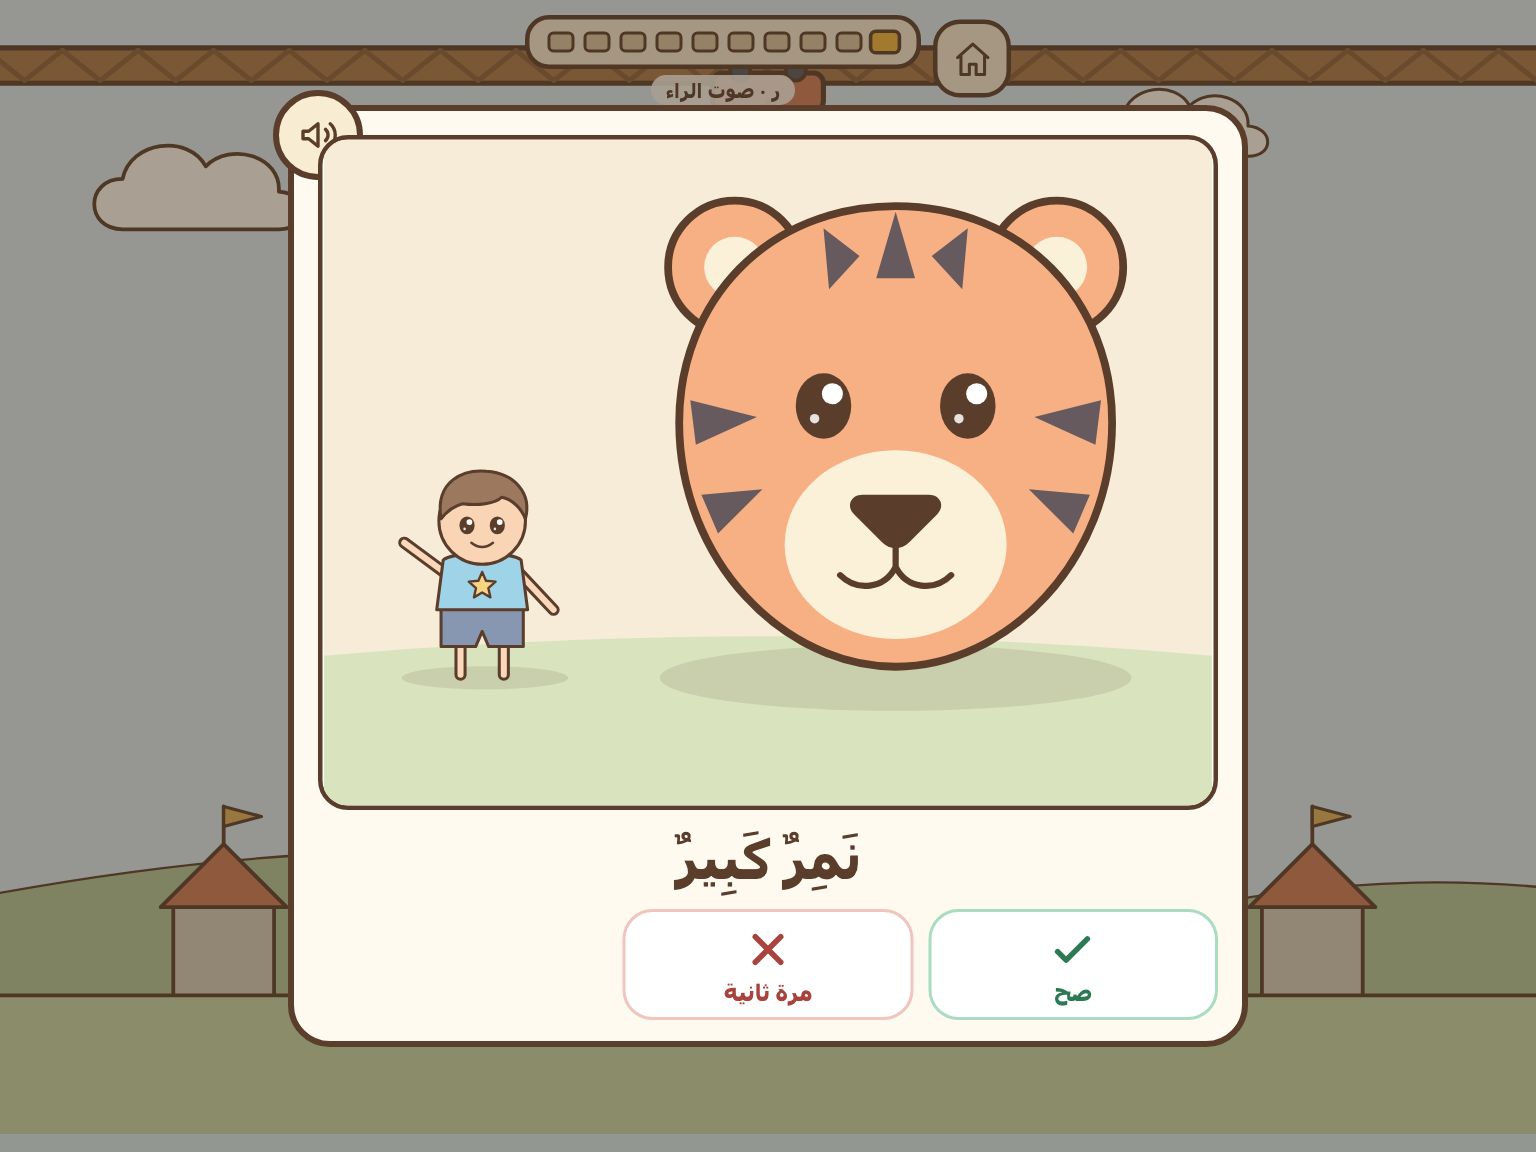 ر · صوت الراء
نَمِرٌ كَبِيرٌ
صح
مرة ثانية